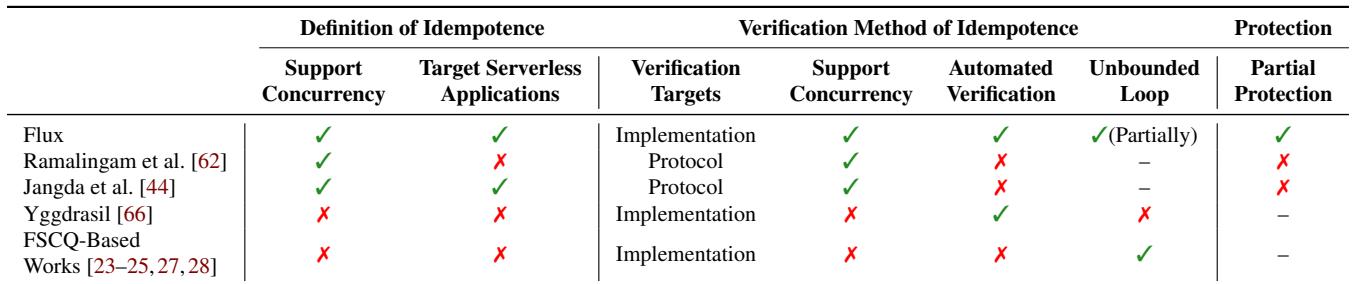 Definition of Idempotence Verification Method of Idempotence Protection
Support Target Serverless Verification Support Automated Unbounded Partial
Concurrency Applications Targets Concurrency Verification Loop Protection
Flux ✓ ✓ Implementation ✓ ✓ ✓(Partially) ✓
Ramalingam et al. [62] ✓ ✗ Protocol ✓ ✗ – ✗
Jangda et al. [44] ✓ ✓ Protocol ✓ ✗ – ✗
Yggdrasil [66] ✗ ✗ Implementation ✗ ✓ ✗ –
FSCQ-Based
Works [23–25, 27, 28] ✗ ✗ Implementation ✗ ✗ ✓ –